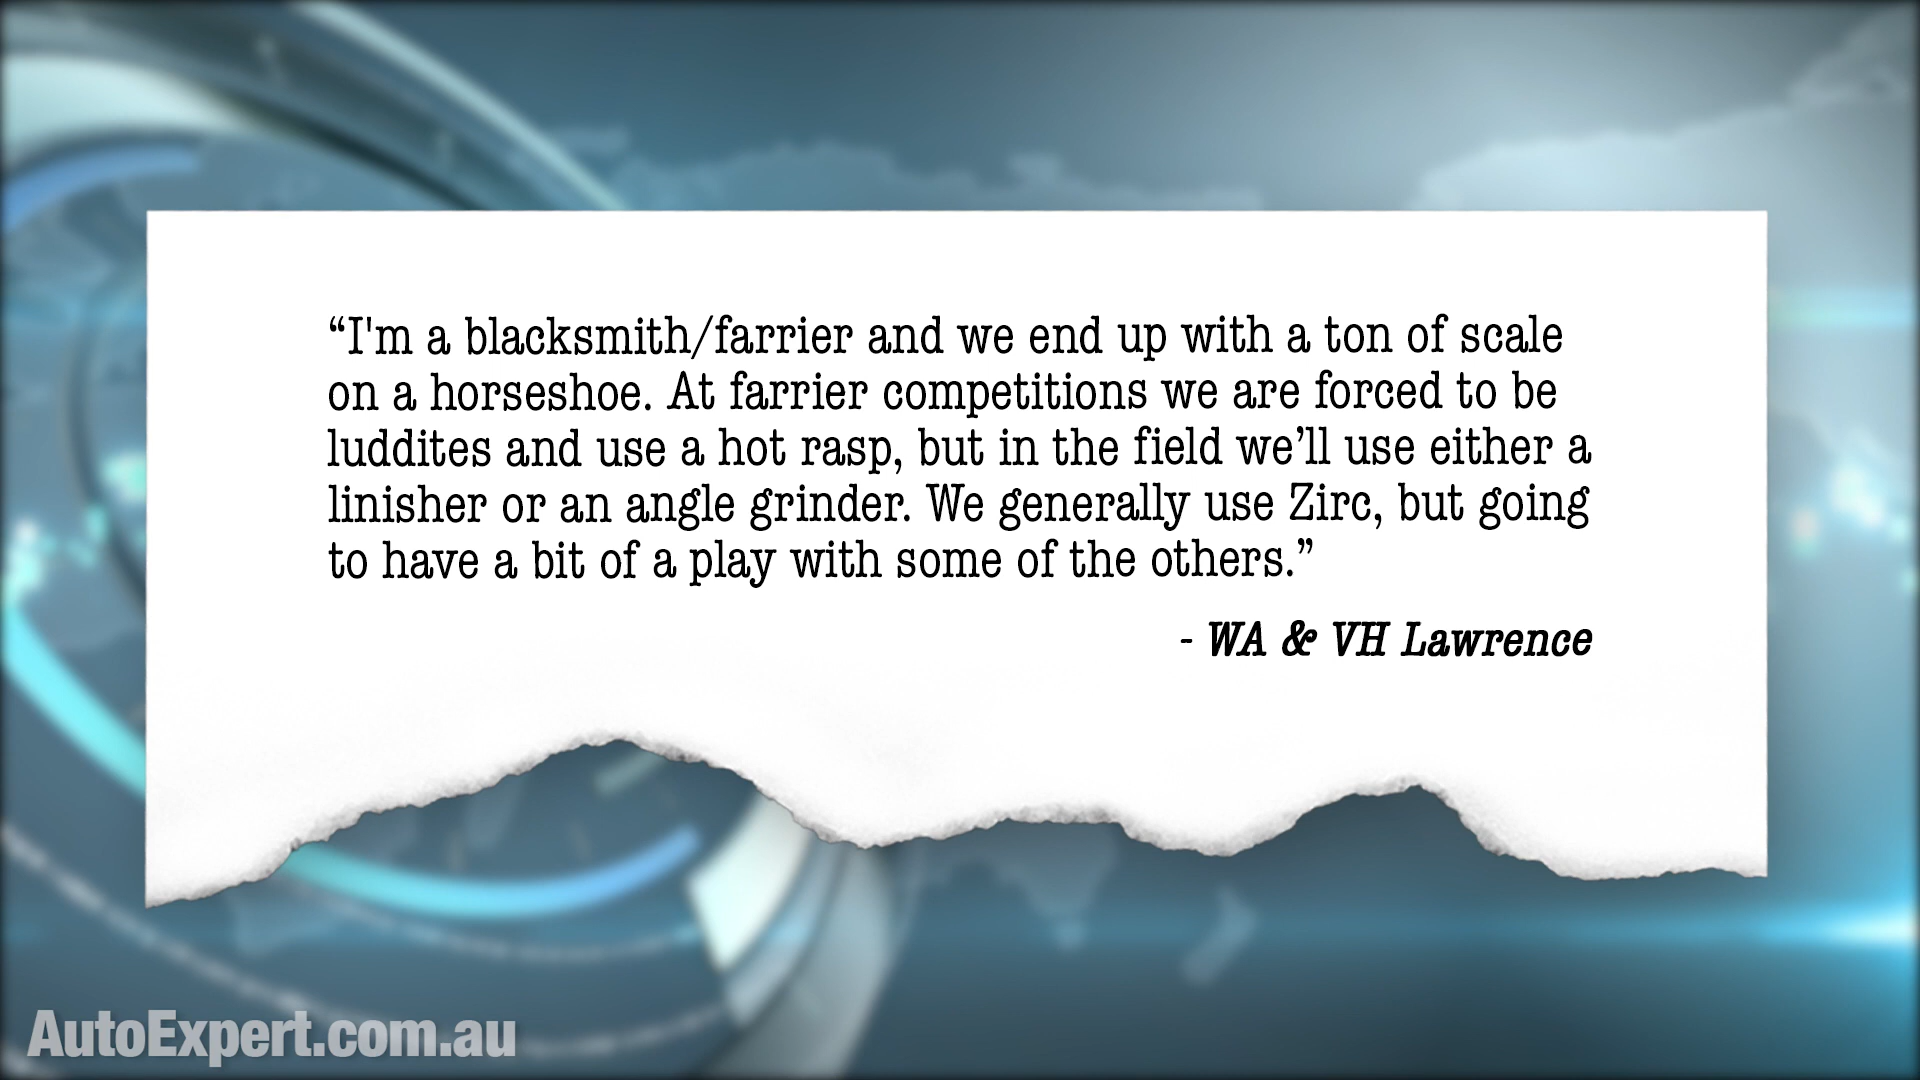 “I'm a blacksmith/farrier and we end up with a ton of scale
on a horseshoe. At farrier competitions we are forced to be
luddites and use a hot rasp, but in the field we’ll use either a
linisher or an angle grinder. We generally use Zirc, but going
to have a bit of a play with some of the others.”
- WA & VH Lawrence
AutoExpert.com.au